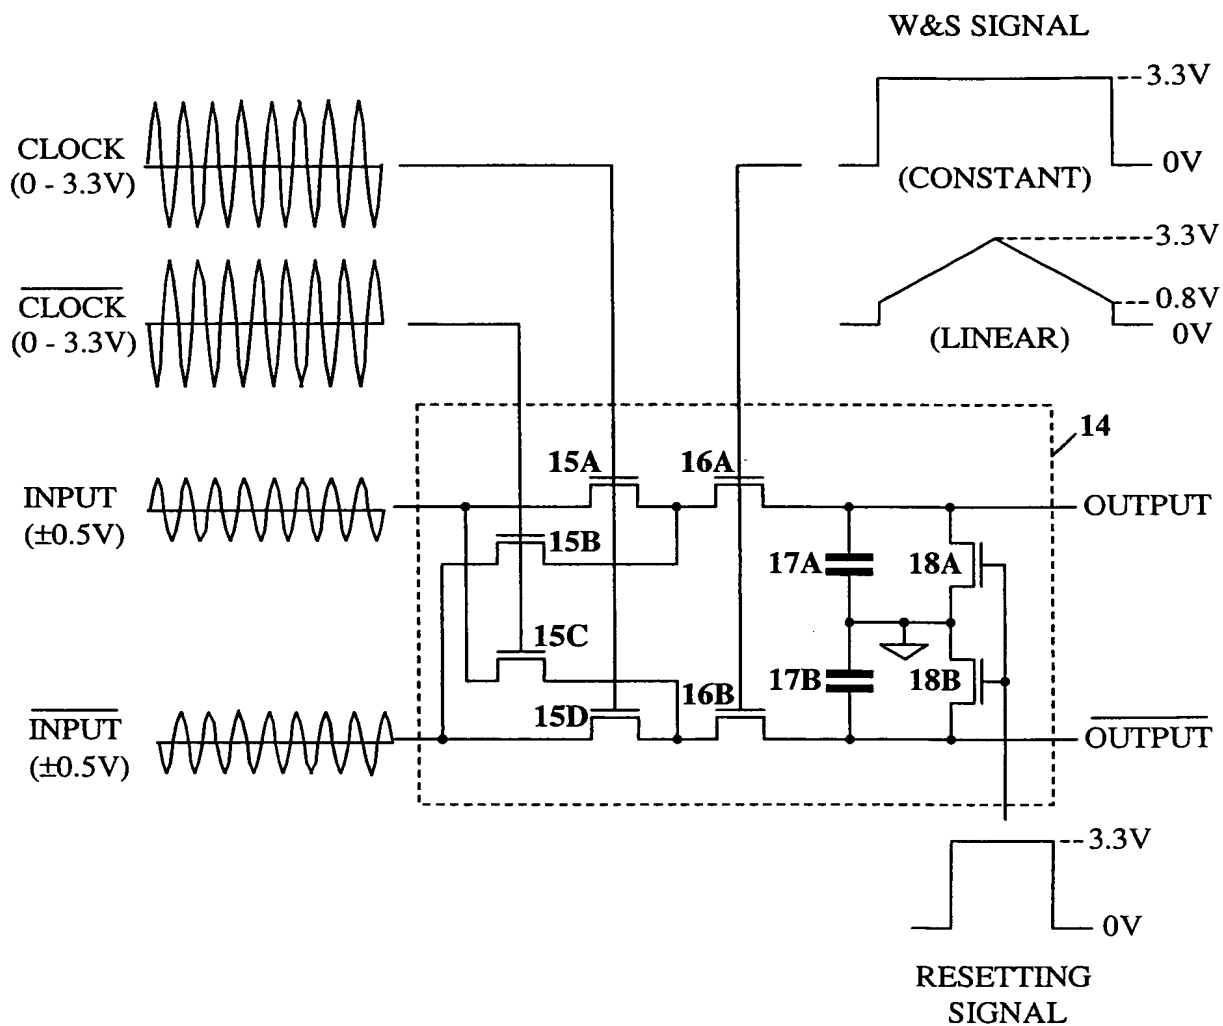 W&S SIGNAL
3.3V
CLOCK
(0 - 3.3V)
0V
(CONSTANT)
3.3V
CLOCK
(0 - 3.3V)
0.8V
0V
(LINEAR)
14
15A
16A
INPUT
(±0.5V)
OUTPUT
15B
17A
18A
15C
17B
18B
16B
15D
INPUT
(±0.5V)
OUTPUT
3.3V
0V
RESETTING
SIGNAL